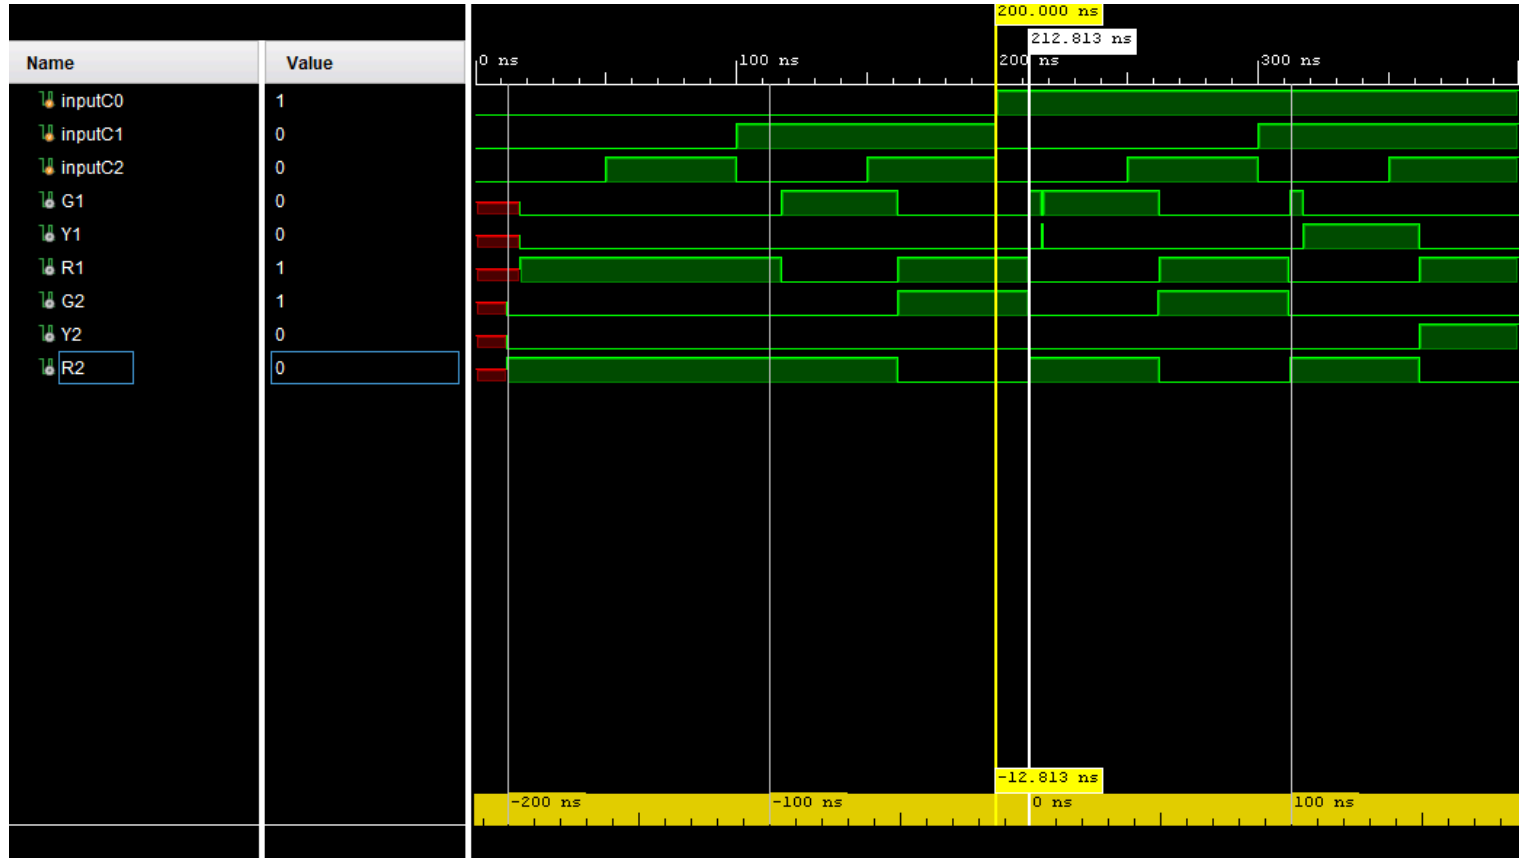 200.000 ns
212.813 ns
Name Value
0 ns 100 ns 200 ns 300 ns
inputC0 1
inputC1 0
inputC2 0
G1 0
Y1 0
R1 1
G2 1
Y2 0
R2 0
-12.813 ns
-200 ns -100 ns 0 ns 100 ns